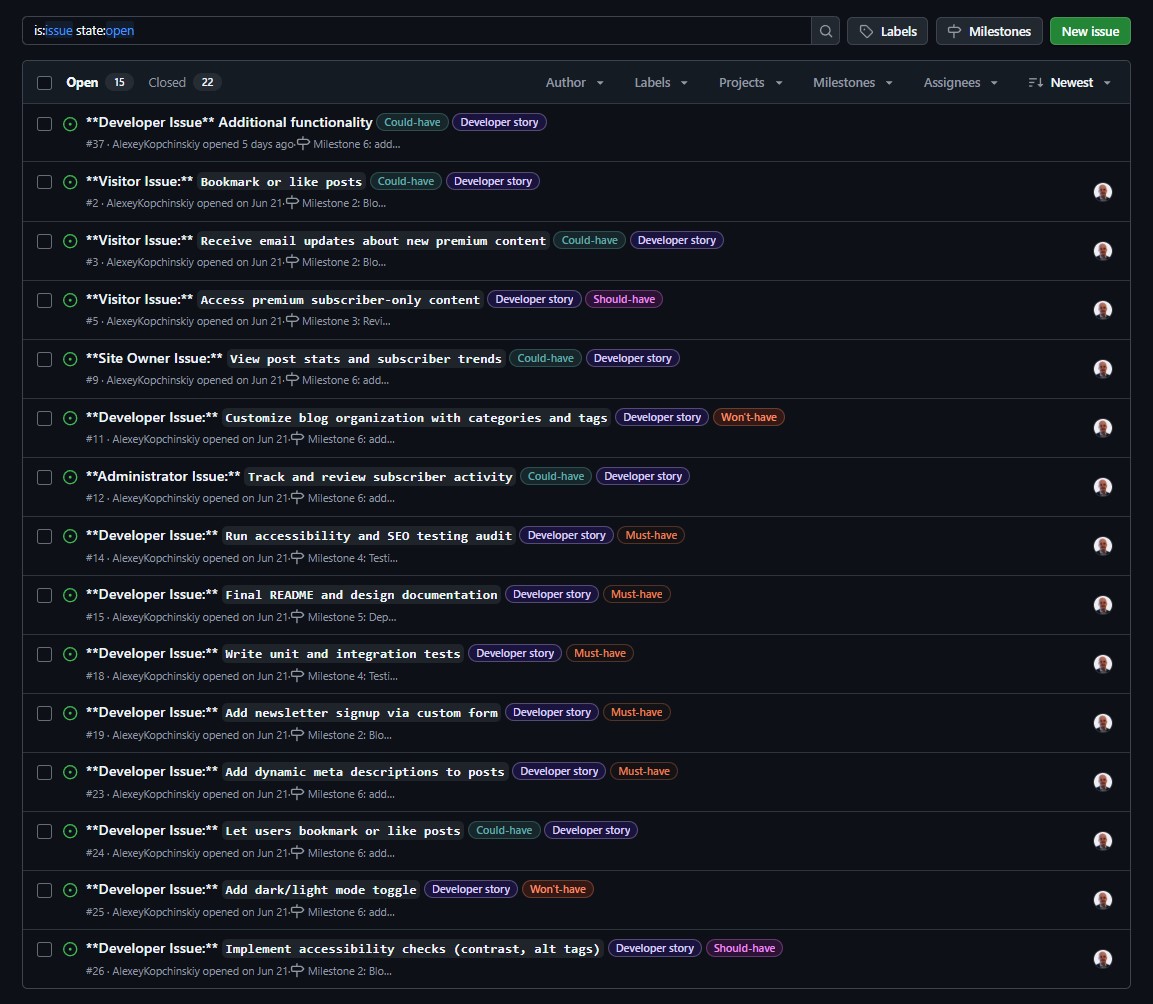 is:issue state:open
Labels
Milestones
New issue
Open 15 Closed 22
Author Labels Projects Milestones Assignees Newest
**Developer Issue** Additional functionality Could-have Developer story
#37 · AlexeyKopchinskiy opened 5 days ago· Milestone 6: add...
**Visitor Issue:** Bookmark or like posts Could-have Developer story
#2 · AlexeyKopchinskiy opened on Jun 21· Milestone 2: Blo...
**Visitor Issue:** Receive email updates about new premium content Could-have Developer story
#3 · AlexeyKopchinskiy opened on Jun 21· Milestone 2: Blo...
**Visitor Issue:** Access premium subscriber-only content Developer story Should-have
#5 · AlexeyKopchinskiy opened on Jun 21· Milestone 3: Revi...
**Site Owner Issue:** View post stats and subscriber trends Could-have Developer story
#9 · AlexeyKopchinskiy opened on Jun 21· Milestone 6: add...
**Developer Issue:** Customize blog organization with categories and tags Developer story Won't-have
#11 · AlexeyKopchinskiy opened on Jun 21· Milestone 6: add...
**Administrator Issue:** Track and review subscriber activity Could-have Developer story
#12 · AlexeyKopchinskiy opened on Jun 21· Milestone 6: add...
**Developer Issue:** Run accessibility and SEO testing audit Developer story Must-have
#14 · AlexeyKopchinskiy opened on Jun 21· Milestone 4: Testi...
**Developer Issue:** Final README and design documentation Developer story Must-have
#15 · AlexeyKopchinskiy opened on Jun 21· Milestone 5: Dep...
**Developer Issue:** Write unit and integration tests Developer story Must-have
#18 · AlexeyKopchinskiy opened on Jun 21· Milestone 4: Testi...
**Developer Issue:** Add newsletter signup via custom form Developer story Must-have
#19 · AlexeyKopchinskiy opened on Jun 21· Milestone 2: Blo...
**Developer Issue:** Add dynamic meta descriptions to posts Developer story Must-have
#23 · AlexeyKopchinskiy opened on Jun 21· Milestone 6: add...
**Developer Issue:** Let users bookmark or like posts Could-have Developer story
#24 · AlexeyKopchinskiy opened on Jun 21· Milestone 6: add...
**Developer Issue:** Add dark/light mode toggle Developer story Won't-have
#25 · AlexeyKopchinskiy opened on Jun 21· Milestone 6: add...
**Developer Issue:** Implement accessibility checks (contrast, alt tags) Developer story Should-have
#26 · AlexeyKopchinskiy opened on Jun 21· Milestone 2: Blo...